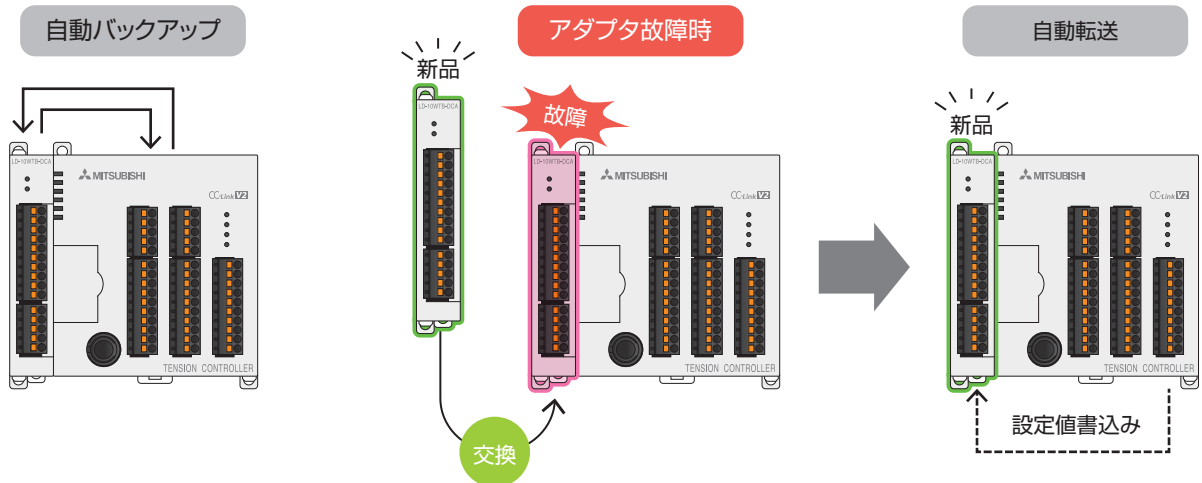 自動バックアップ
LD-10WTB-DCA
MITSUBISHI
CC-Link V2
TENSION CONTROLLER
アダプタ故障時
新品
LD-10WTB-DCA
故障
LD-10WTB-DCA
MITSUBISHI
CC-Link V2
TENSION CONTROLLER
交換
自動転送
新品
LD-10WTB-DCA
MITSUBISHI
CC-Link V2
TENSION CONTROLLER
設定値書込み